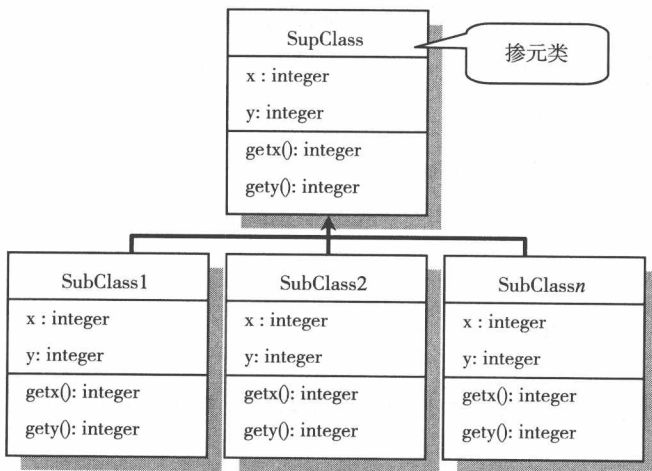 SupClass
x : integer
y: integer
getx(): integer
gety(): integer
掺元类
SubClass1
x : integer
y: integer
getx(): integer
gety(): integer
SubClass2
x : integer
y: integer
getx(): integer
gety(): integer
SubClassn
x : integer
y: integer
getx(): integer
gety(): integer